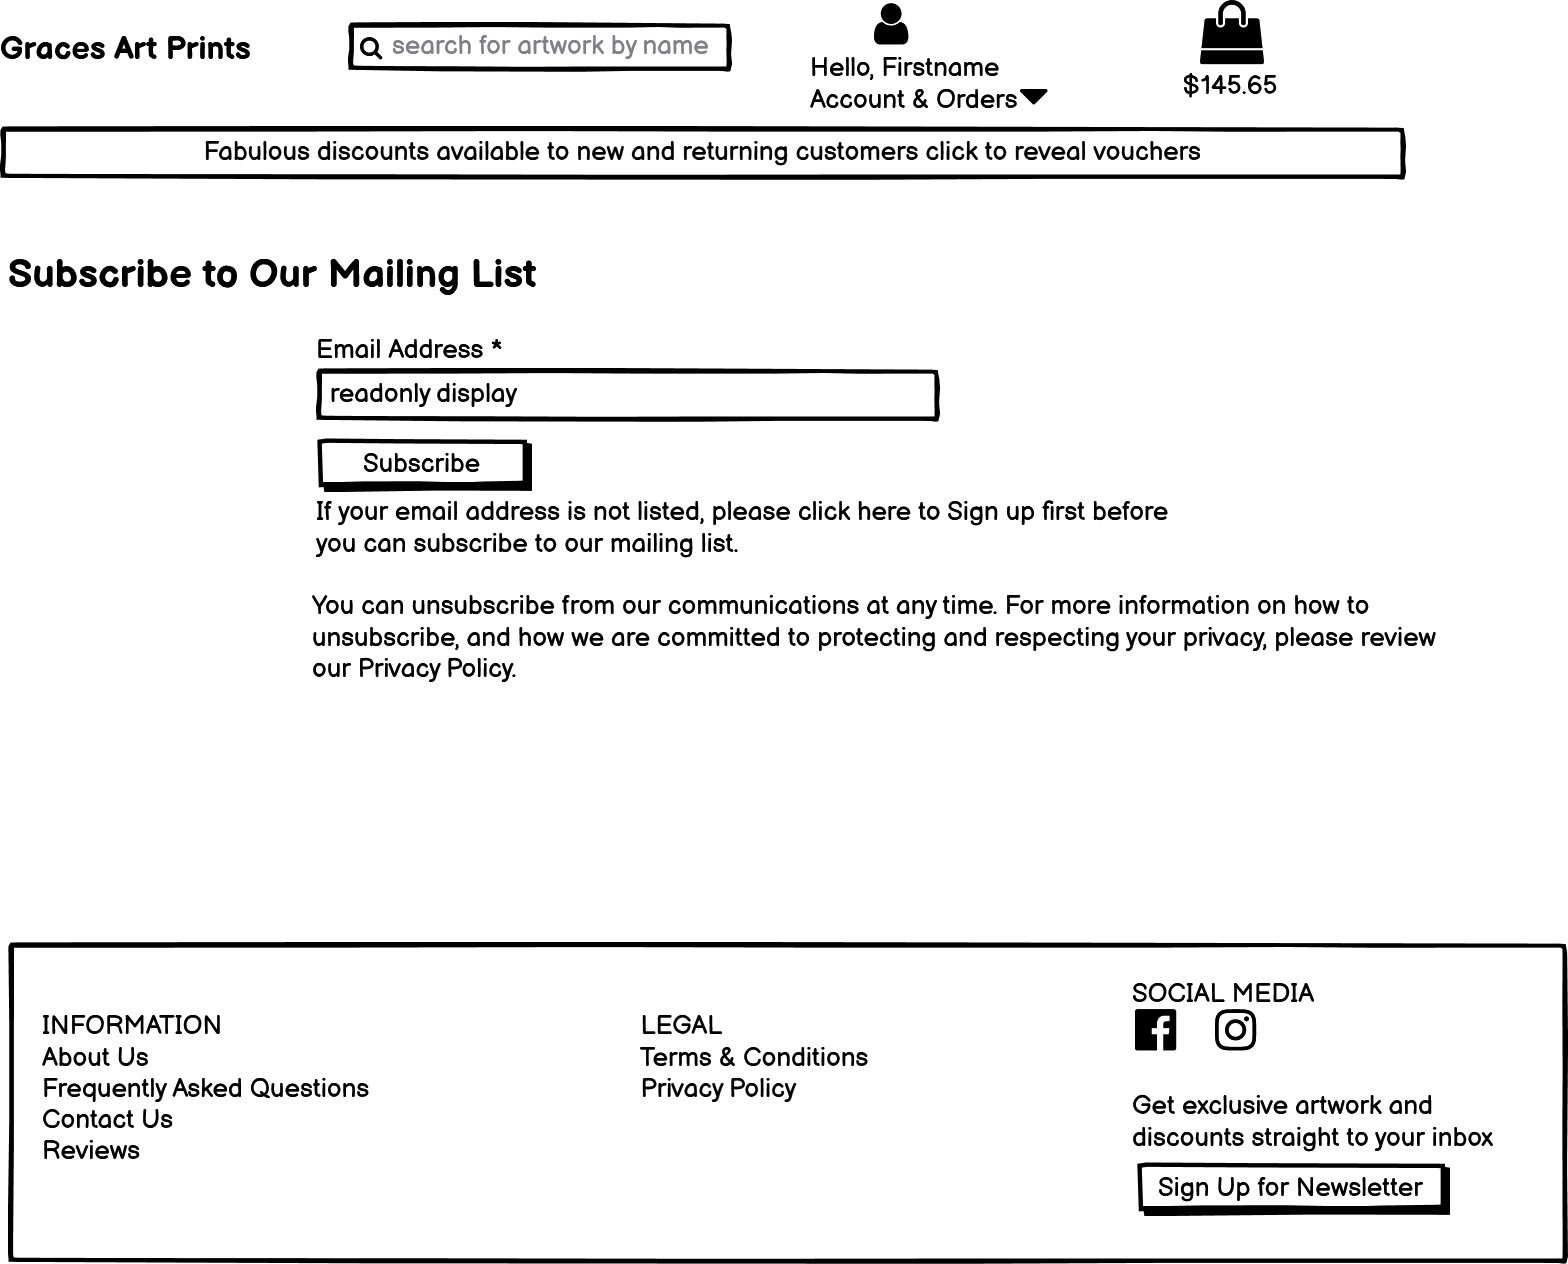 Graces Art Prints
search for artwork by name
Hello, Firstname
Account & Orders
$145.65
Fabulous discounts available to new and returning customers click to reveal vouchers
Subscribe to Our Mailing List
Email Address *
readonly display
Subscribe
If your email address is not listed, please click here to Sign up first before
you can subscribe to our mailing list.
You can unsubscribe from our communications at any time. For more information on how to
unsubscribe, and how we are committed to protecting and respecting your privacy, please review
our Privacy Policy.
INFORMATION
About Us
Frequently Asked Questions
Contact Us
Reviews
LEGAL
Terms & Conditions
Privacy Policy
SOCIAL MEDIA
Get exclusive artwork and
discounts straight to your inbox
Sign Up for Newsletter